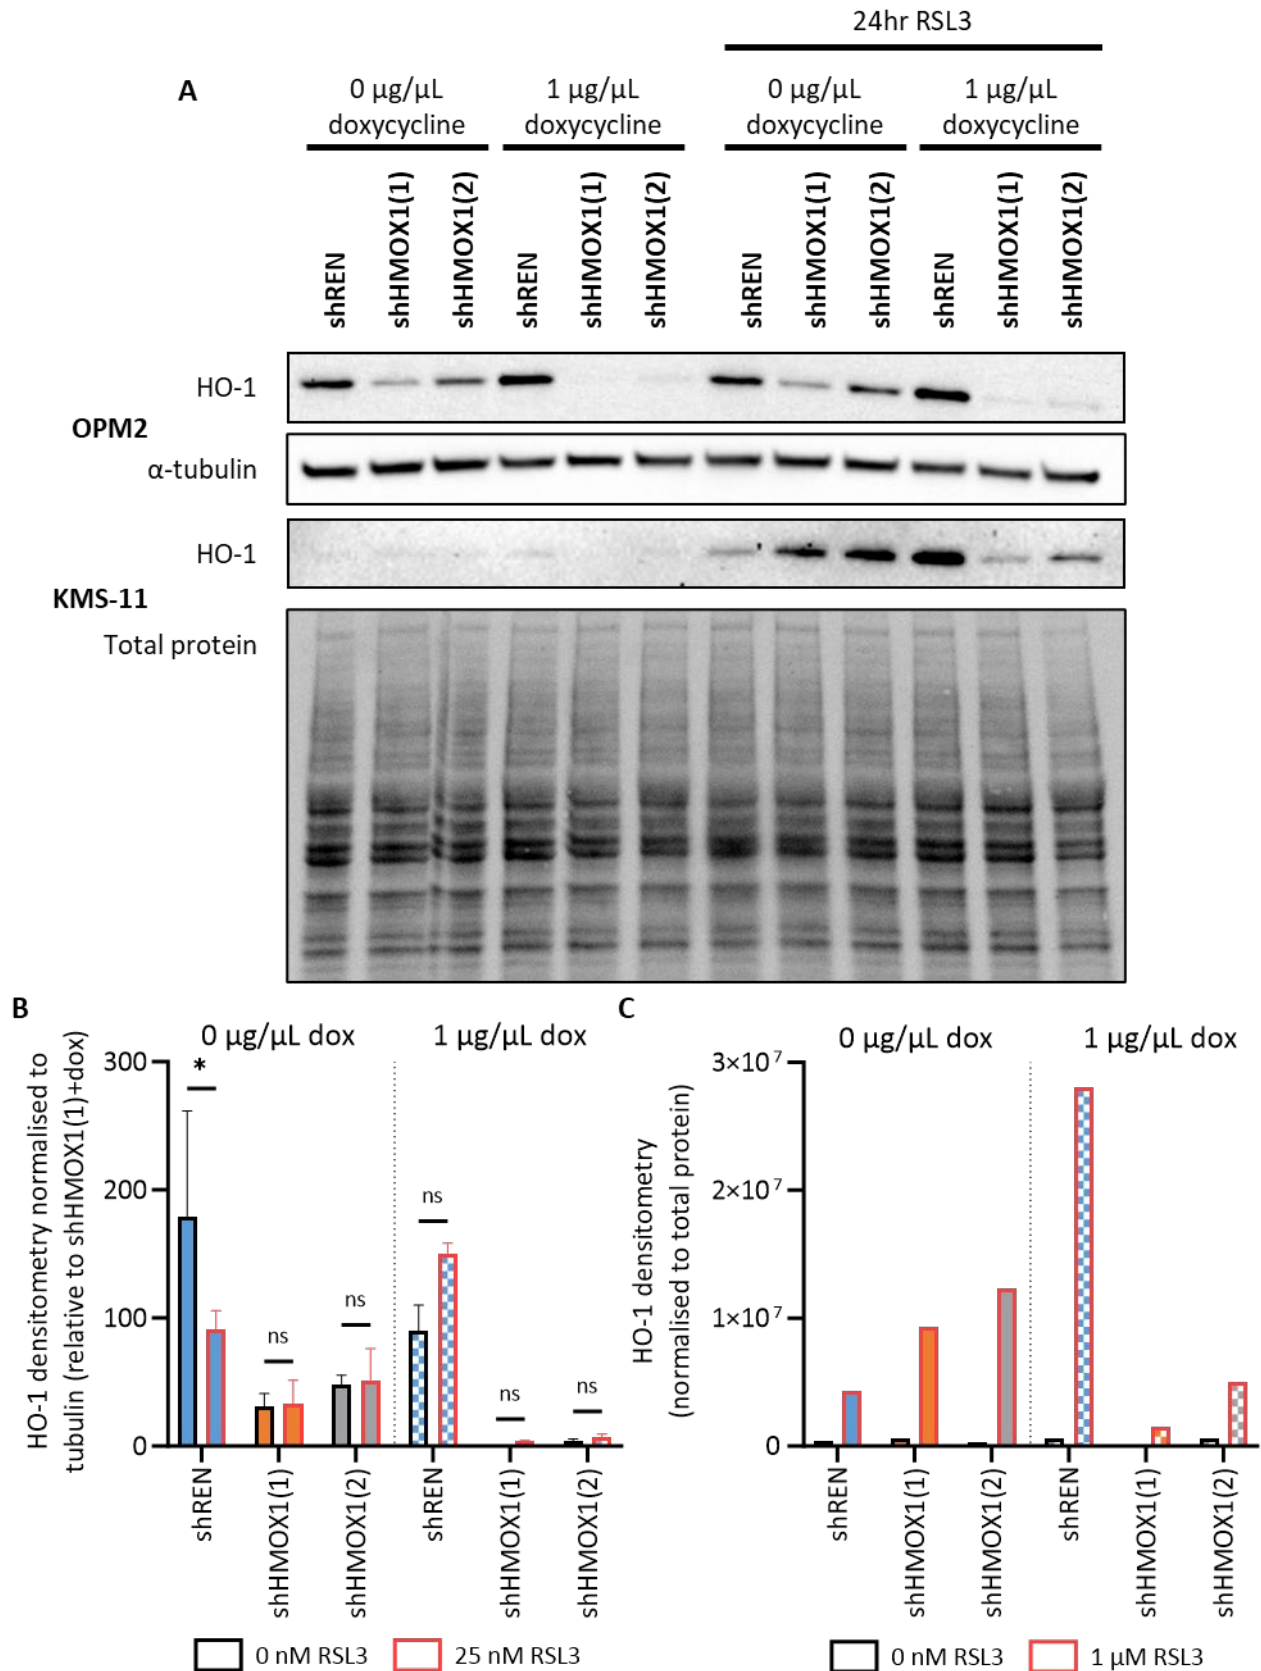 24hr RSL3
A
0 µg/µL doxycycline
1 µg/µL doxycycline
0 µg/µL doxycycline
1 µg/µL doxycycline
shREN
shHMOX1(1)
shHMOX1(2)
shREN
shHMOX1(1)
shHMOX1(2)
shREN
shHMOX1(1)
shHMOX1(2)
shREN
shHMOX1(1)
shHMOX1(2)
HO-1
OPM2
α-tubulin
HO-1
KMS-11
Total protein
B
0 µg/µL dox
1 µg/µL dox
HO-1 densitometry normalised to
tubulin (relative to shHMOX1(1)+dox)
300
200
100
0
*
ns
ns
ns
ns
ns
shREN
shHMOX1(1)
shHMOX1(2)
shREN
shHMOX1(1)
shHMOX1(2)
0 nM RSL3
25 nM RSL3
C
0 µg/µL dox
1 µg/µL dox
HO-1 densitometry
(normalised to total protein)
3×10⁷
2×10⁷
1×10⁷
0
shREN
shHMOX1(1)
shHMOX1(2)
shREN
shHMOX1(1)
shHMOX1(2)
0 nM RSL3
1 µM RSL3